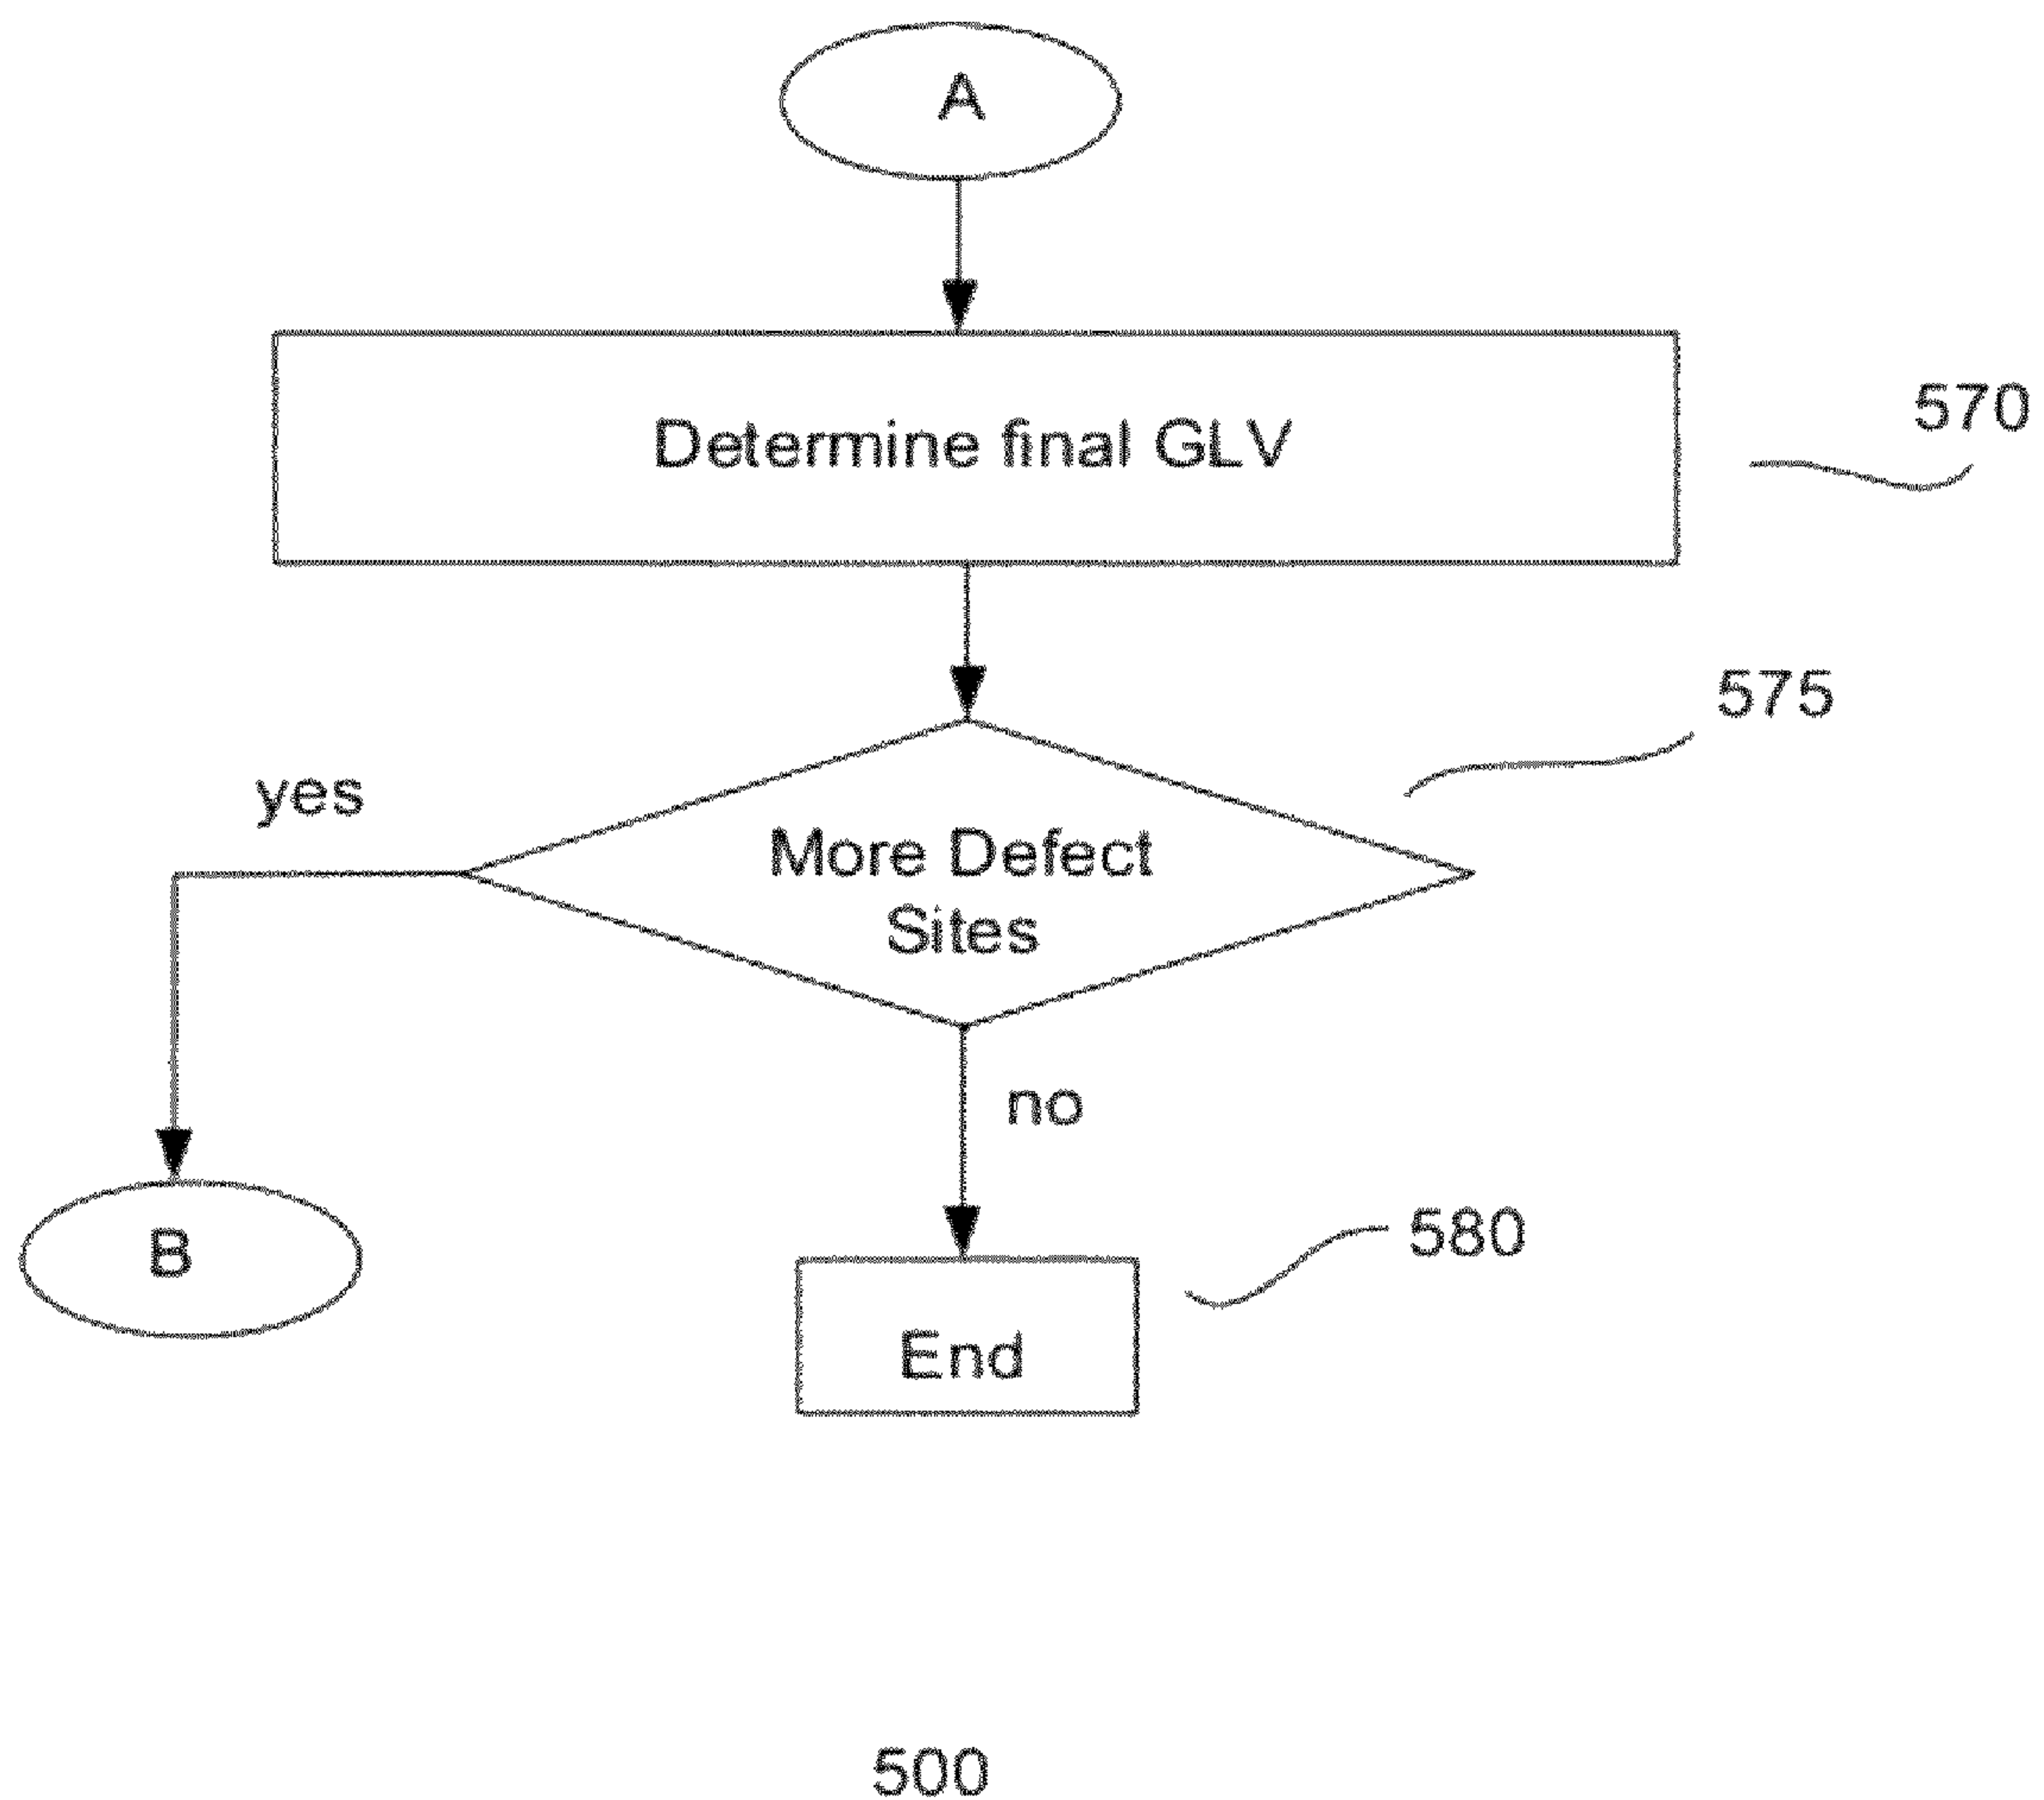 A
Determine final GLV
570
575
yes
More Defect
Sites
no
B
580
End
500